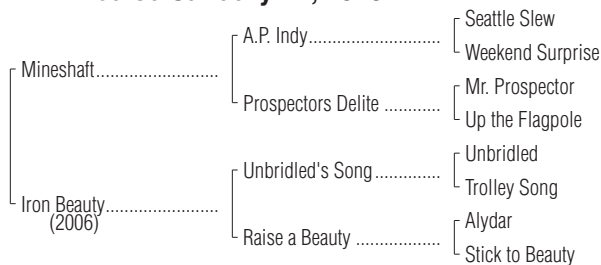 Seattle Slew
A.P. Indy
Weekend Surprise
Mineshaft
Mr. Prospector
Prospectors Delite
Up the Flagpole
Unbridled
Unbridled's Song
Trolley Song
Iron Beauty
(2006)
Alydar
Raise a Beauty
Stick to Beauty